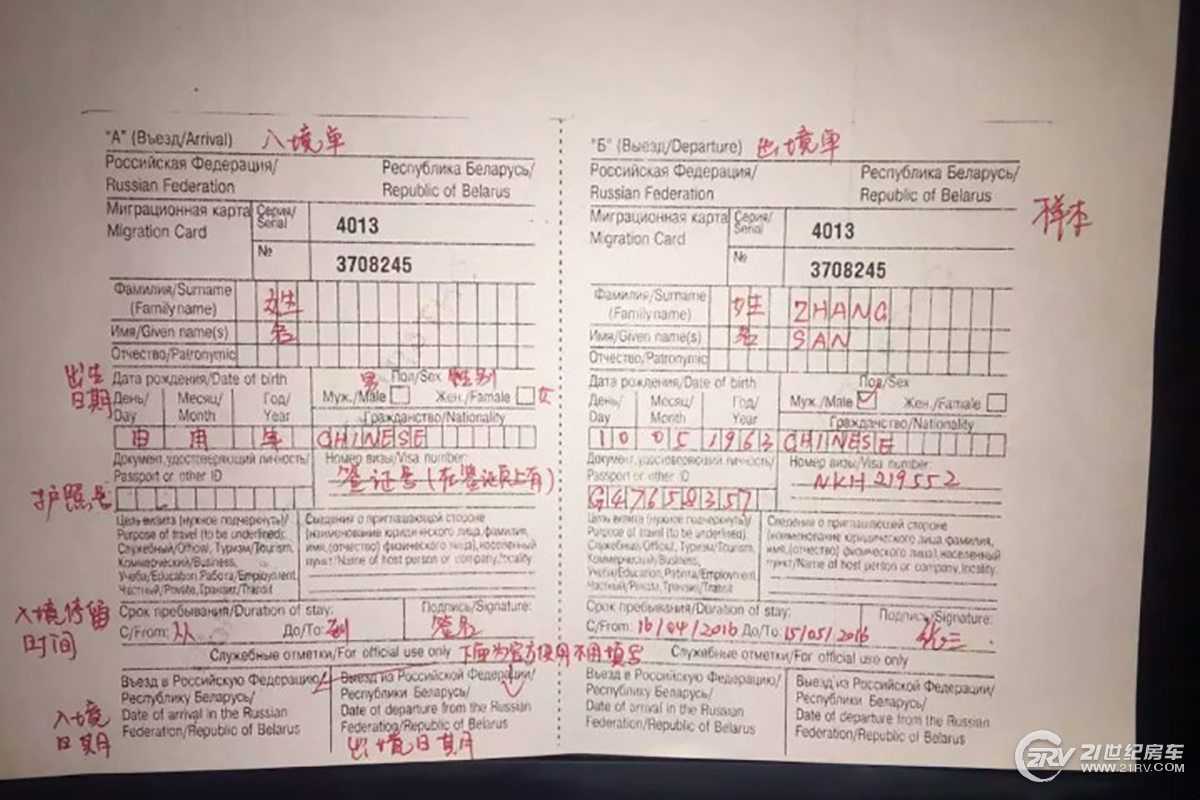 "А" (Въезд/Arrival) 入境单
Российская Федерация/ Республика Беларусь/
Russian Federation Republic of Belarus
Миграционная карта Серия/ 4013
Migration Card Serial
№ 3708245
Фамилия/Surname 姓
(Family name)
Имя/Given name(s) 名
Отчество/Patronymic
出生日期 Дата рождения/Date of birth Пол/Sex 性别
День/ Месяц/ Год/ 男 Муж./Male Жен./Famale 女
Day Month Year Гражданство/Nationality
日 月 年 CHINESE
Документ, удостоверяющий личность/ Номер визы/Visa number:
Passport or other ID 签证号(在签证页上有)
护照号
Цель визита (нужное подчеркнуть)/ Сведения о приглашающей стороне
Purpose of travel (to be underlined): (наименование юридического лица, фамилия,
Служебный/Official, Туризм/Tourism, имя, (отчество) физического лица), населенный
Коммерческий/Business, пункт/Name of host person or company, locality:
Учеба/Education, Работа/Employment,
Частный/Private, Транзит/Transit
入境停留时间 Срок пребывания/Duration of stay: Подпись/Signature:
С/From: 从 До/To: 到 签名
Служебные отметки/For official use only 下面为官方使用不用填写
Въезд в Российскую Федерацию/ Выезд из Российской Федерации/
Республику Беларусь/ Республики Беларусь/
Date of arrival in the Russian Date of departure from the Russian
Federation/Republic of Belarus Federation/Republic of Belarus
入境日期 出境日期
"Б" (Выезд/Departure) 出境单
Российская Федерация/ Республика Беларусь/
Russian Federation Republic of Belarus
样本
Миграционная карта Серия/ 4013
Migration Card Serial
№ 3708245
Фамилия/Surname 姓 ZHANG
(Family name)
Имя/Given name(s) 名 SAN
Отчество/Patronymic
Дата рождения/Date of birth Пол/Sex
День/ Месяц/ Год/ Муж./Male Жен./Famale
Day Month Year Гражданство/Nationality
10 05 1963 CHINESE
Документ, удостоверяющий личность/ Номер визы/Visa number:
Passport or other ID NKH 219552
G47658357
Цель визита (нужное подчеркнуть)/ Сведения о приглашающей стороне
Purpose of travel (to be underlined): (наименование юридического лица, фамилия,
Служебный/Official, Туризм/Tourism, имя, (отчество) физического лица), населенный
Коммерческий/Business, пункт/Name of host person or company, locality:
Учеба/Education, Работа/Employment,
Частный/Private, Транзит/Transit
Срок пребывания/Duration of stay: Подпись/Signature:
С/From: 16/04/2016 До/To: 15/05/2016 张三
Служебные отметки/For official use only
Въезд в Российскую Федерацию/ Выезд из Российской Федерации/
Республику Беларусь/ Республики Беларусь/
Date of arrival in the Russian Date of departure from the Russian
Federation/Republic of Belarus Federation/Republic of Belarus
21世纪房车
WWW.21RV.COM